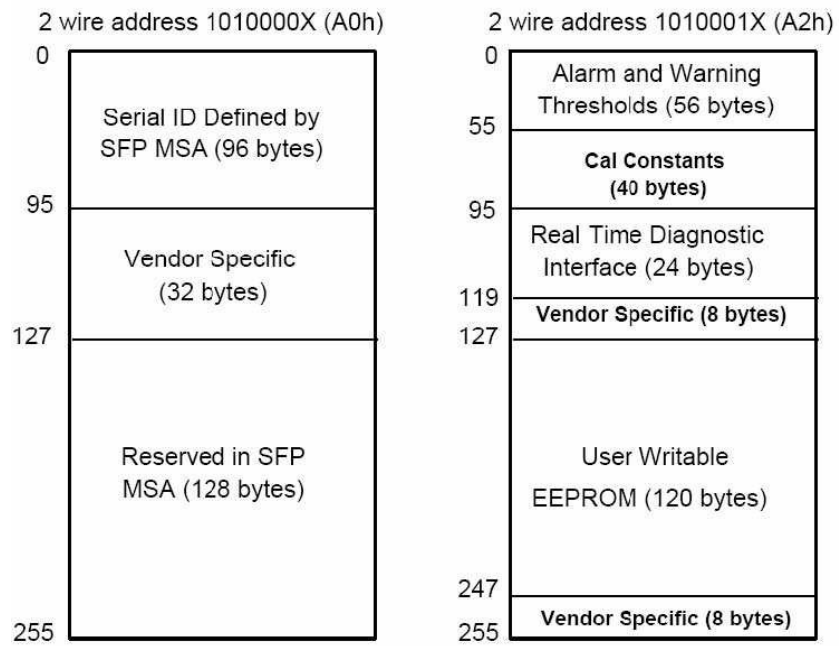 2 wire address 1010000X (A0h)
0
Serial ID Defined by
SFP MSA (96 bytes)
95
Vendor Specific
(32 bytes)
127
Reserved in SFP
MSA (128 bytes)
255
2 wire address 1010001X (A2h)
0
Alarm and Warning
Thresholds (56 bytes)
55
Cal Constants
(40 bytes)
95
Real Time Diagnostic
Interface (24 bytes)
119
Vendor Specific (8 bytes)
127
User Writable
EEPROM (120 bytes)
247
Vendor Specific (8 bytes)
255